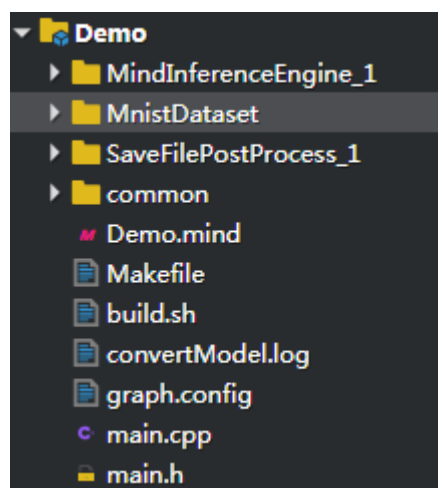 Demo
MindInferenceEngine_1
MnistDataset
SaveFilePostProcess_1
common
Demo.mind
Makefile
build.sh
convertModel.log
graph.config
main.cpp
main.h